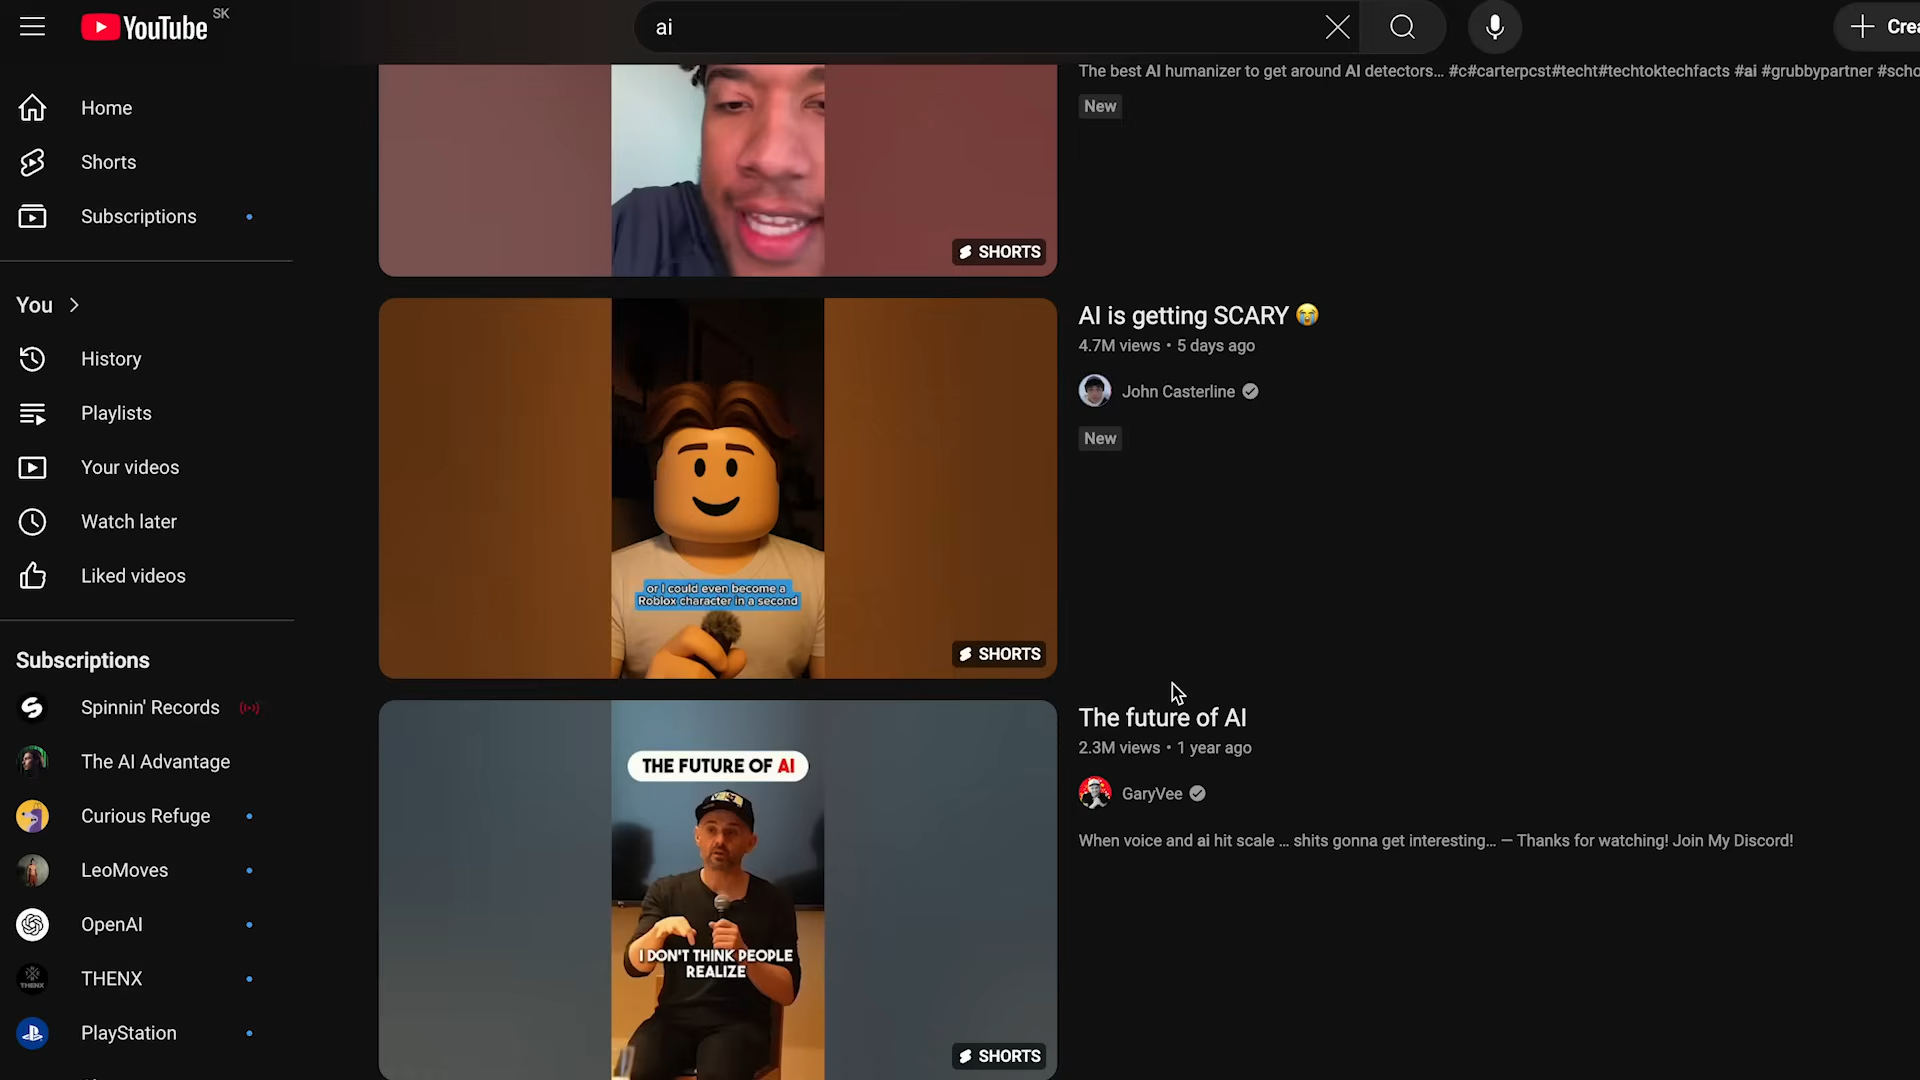 YouTube SK
ai
Crea
Home
Shorts
Subscriptions
You
History
Playlists
Your videos
Watch later
Liked videos
Subscriptions
Spinnin' Records
The AI Advantage
Curious Refuge
LeoMoves
OpenAI
THENX
THENX
PlayStation
The best AI humanizer to get around AI detectors... #c#carterpcst#techt#techtoktechfacts #ai #grubbypartner #scho
New
SHORTS
AI is getting SCARY 😭
4.7M views • 5 days ago
John Casterline
New
or I could even become a
Roblox character in a second
SHORTS
The future of AI
2.3M views • 1 year ago
GaryVee
When voice and ai hit scale ... shits gonna get interesting... — Thanks for watching! Join My Discord!
THE FUTURE OF AI
I DON'T THINK PEOPLE
REALIZE
SHORTS